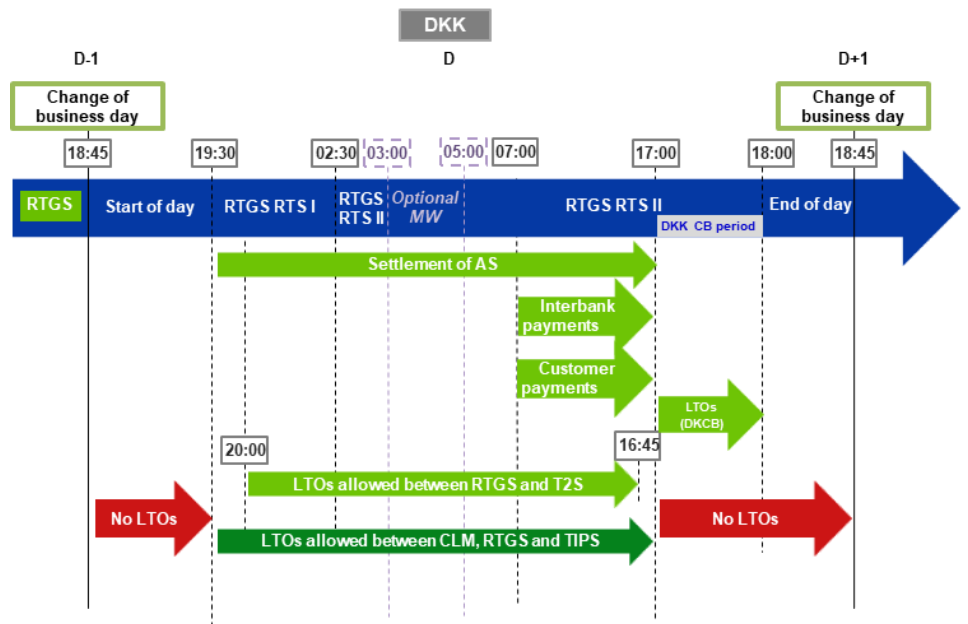 DKK
D-1
D
D+1
Change of
business day
Change of
business day
18:45
19:30
02:30
03:00
05:00
07:00
17:00
18:00
18:45
RTGS
Start of day
RTGS RTS I
RTGS
RTS II
Optional
MW
RTGS RTS II
End of day
DKK CB period
Settlement of AS
Interbank
payments
Customer
payments
LTOs
(DKCB)
20:00
16:45
LTOs allowed between RTGS and T2S
No LTOs
No LTOs
LTOs allowed between CLM, RTGS and TIPS